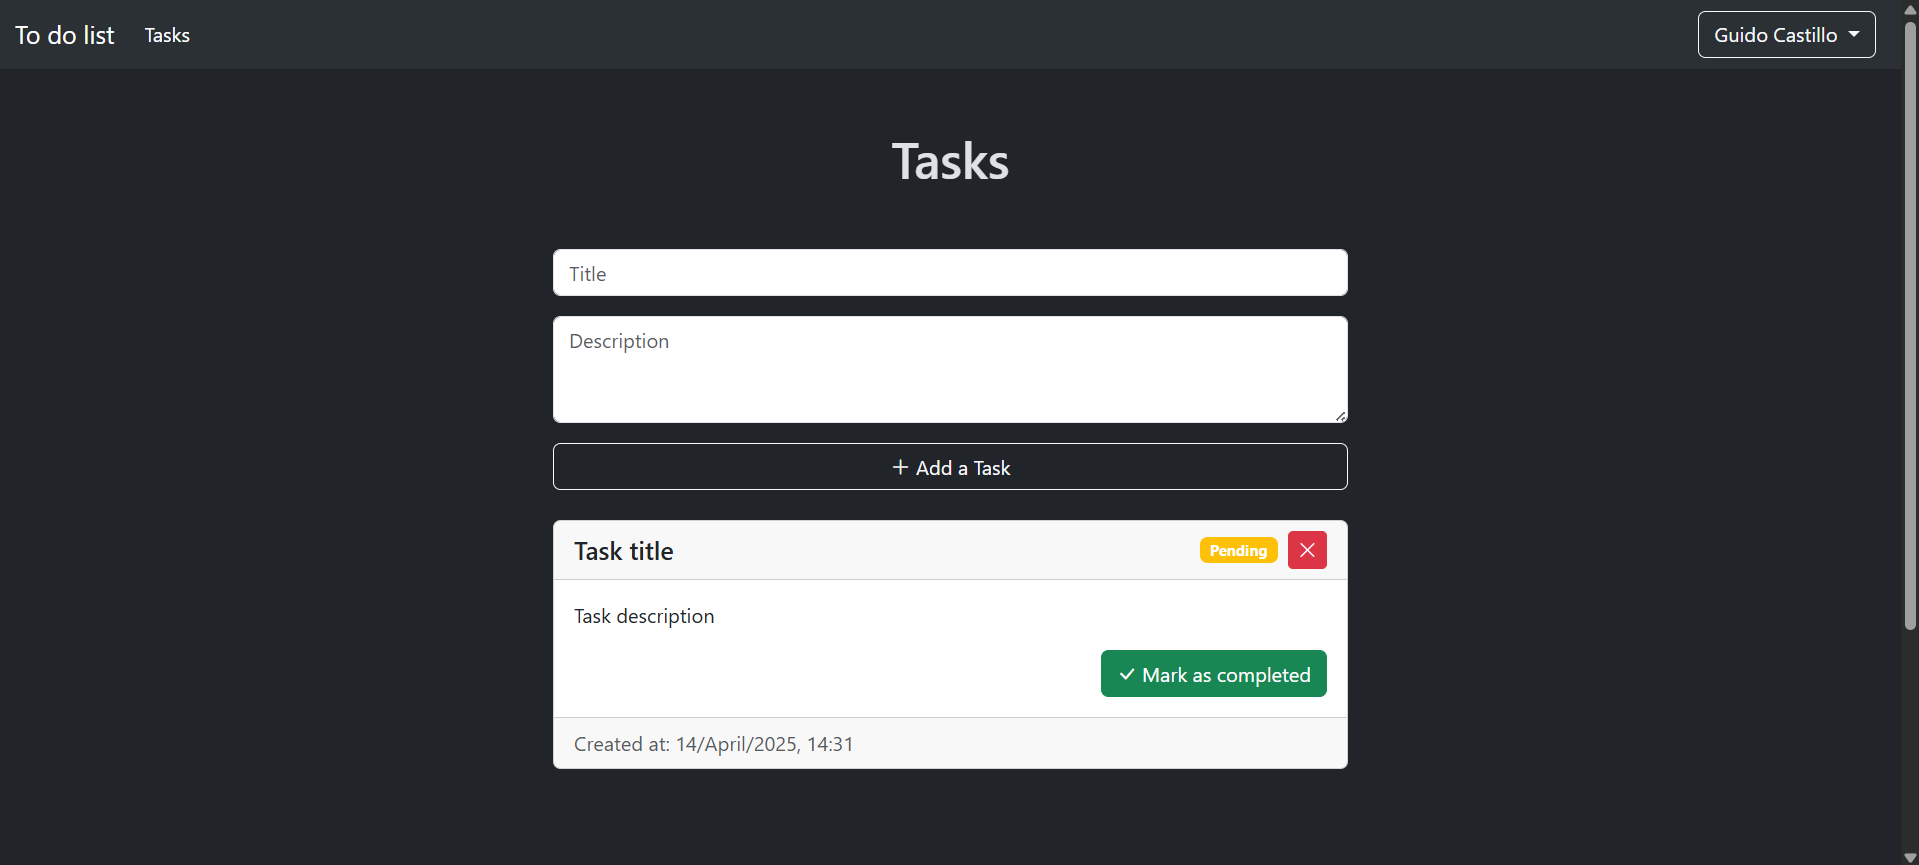 To do list Tasks Guido Castillo
Tasks
Title
Description
+ Add a Task
Task title Pending
Task description
Mark as completed
Created at: 14/April/2025, 14:31